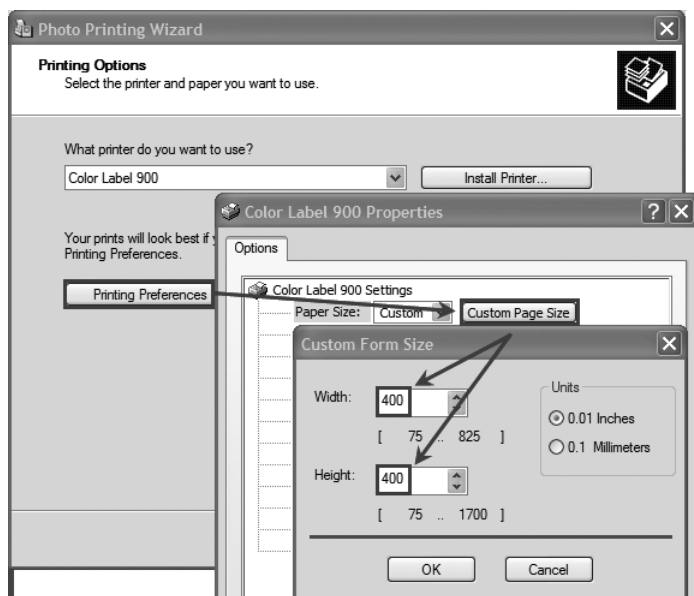 Photo Printing Wizard
Printing Options
Select the printer and paper you want to use.
What printer do you want to use?
Color Label 900
Install Printer...
Your prints will look best if
Printing Preferences.
Printing Preferences
Color Label 900 Properties
Options
Color Label 900 Settings
Paper Size: Custom
Custom Page Size
Custom Form Size
Width: 400
[ 75 .. 825 ]
Height: 400
[ 75 .. 1700 ]
Units
0.01 Inches
0.1 Millimeters
OK
Cancel